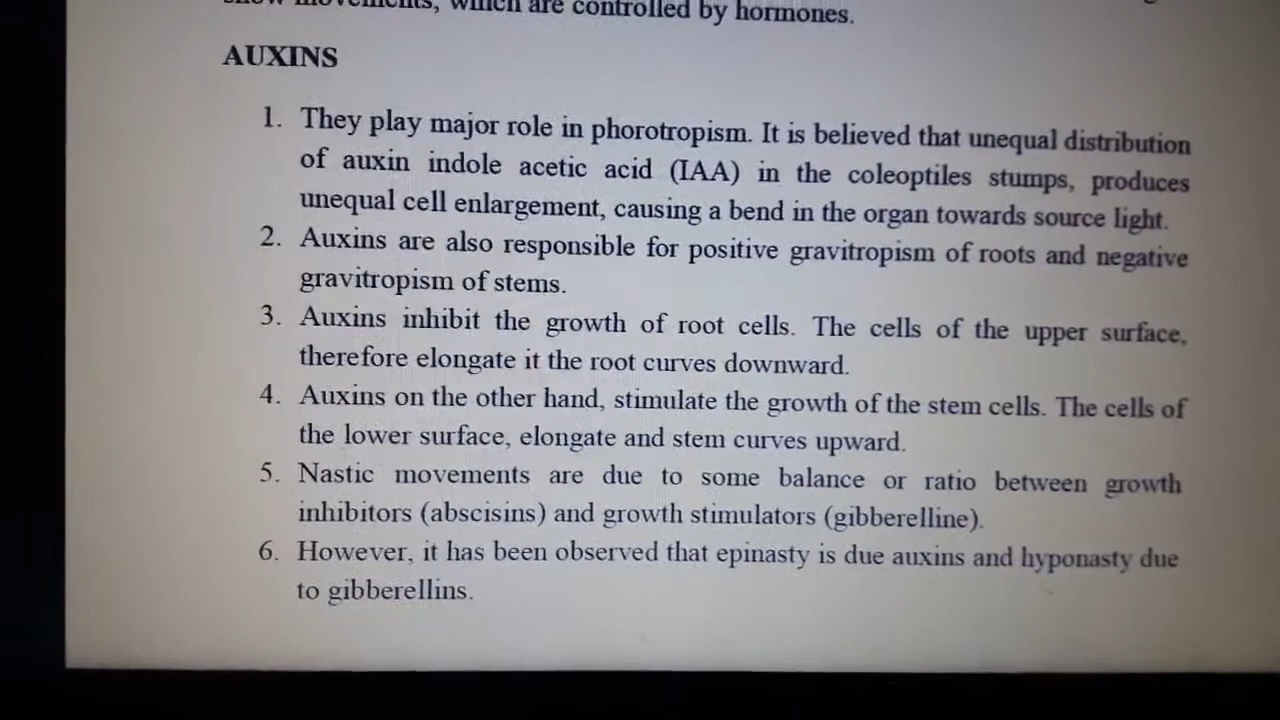 movements, which are controlled by hormones.
AUXINS
1. They play major role in phorotropism. It is believed that unequal distribution
of auxin indole acetic acid (IAA) in the coleoptiles stumps, produces
unequal cell enlargement, causing a bend in the organ towards source light.
2. Auxins are also responsible for positive gravitropism of roots and negative
gravitropism of stems.
3. Auxins inhibit the growth of root cells. The cells of the upper surface,
therefore elongate it the root curves downward.
4. Auxins on the other hand, stimulate the growth of the stem cells. The cells of
the lower surface, elongate and stem curves upward.
5. Nastic movements are due to some balance or ratio between growth
inhibitors (abscisins) and growth stimulators (gibberelline).
6. However, it has been observed that epinasty is due auxins and hyponasty due
to gibberellins.